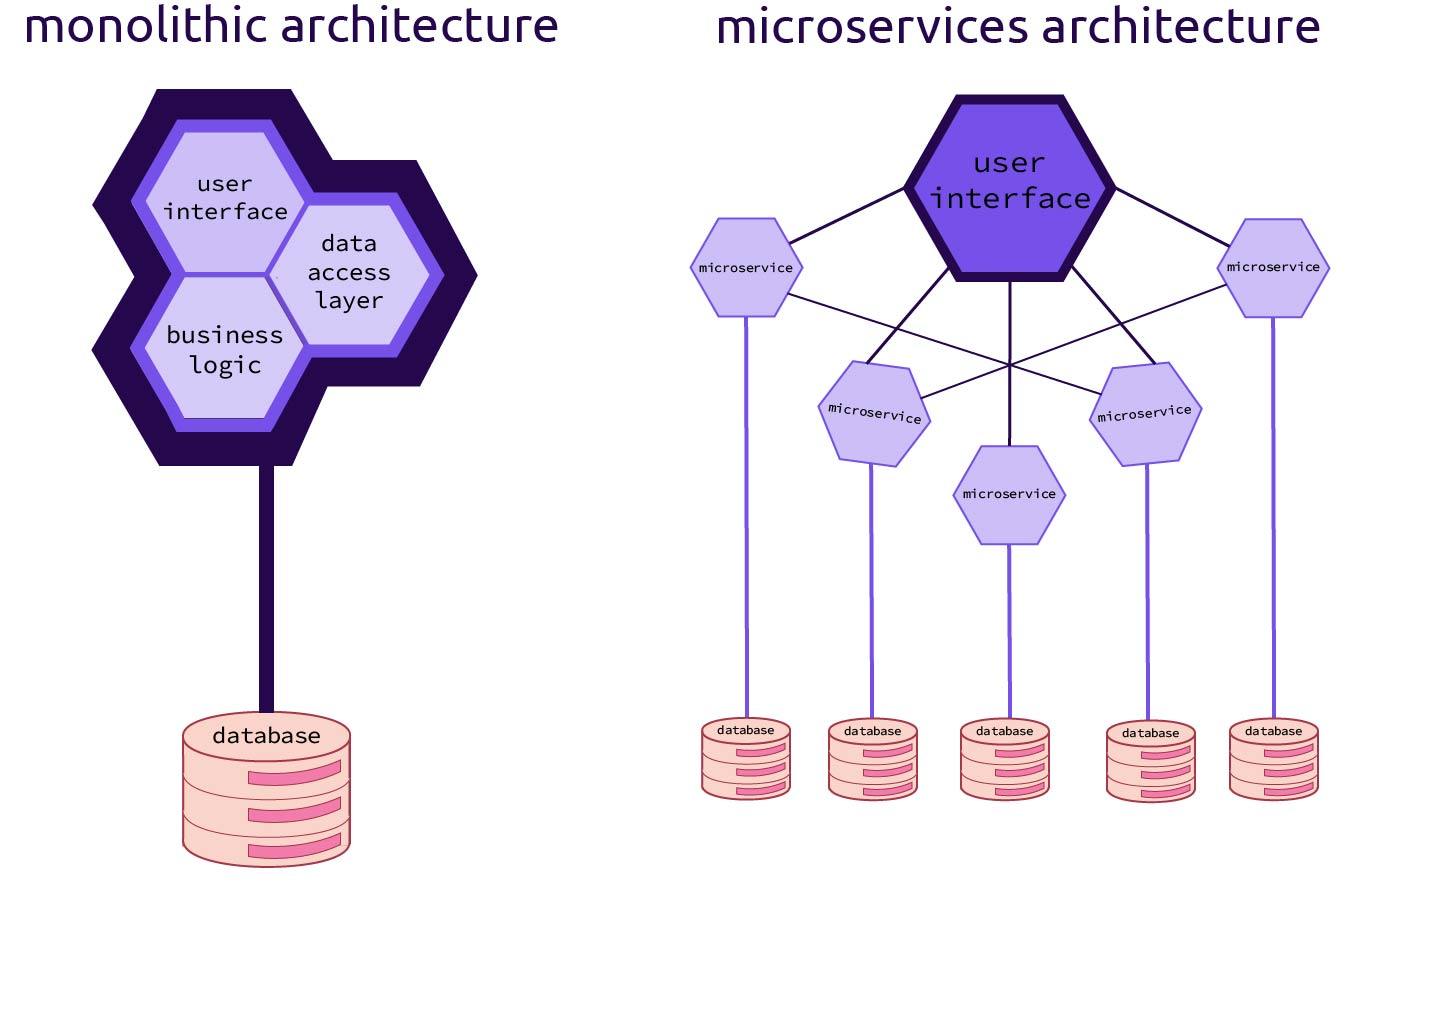 monolithic architecture
user
interface
data
access
layer
business
logic
database
microservices architecture
user
interface
microservice
microservice
microservice
microservice
microservice
database
database
database
database
database